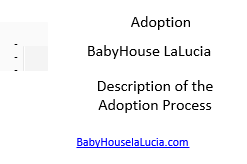 Adoption
BabyHouse LaLucia
Description of the
Adoption Process
BabyHouselaLucia.com